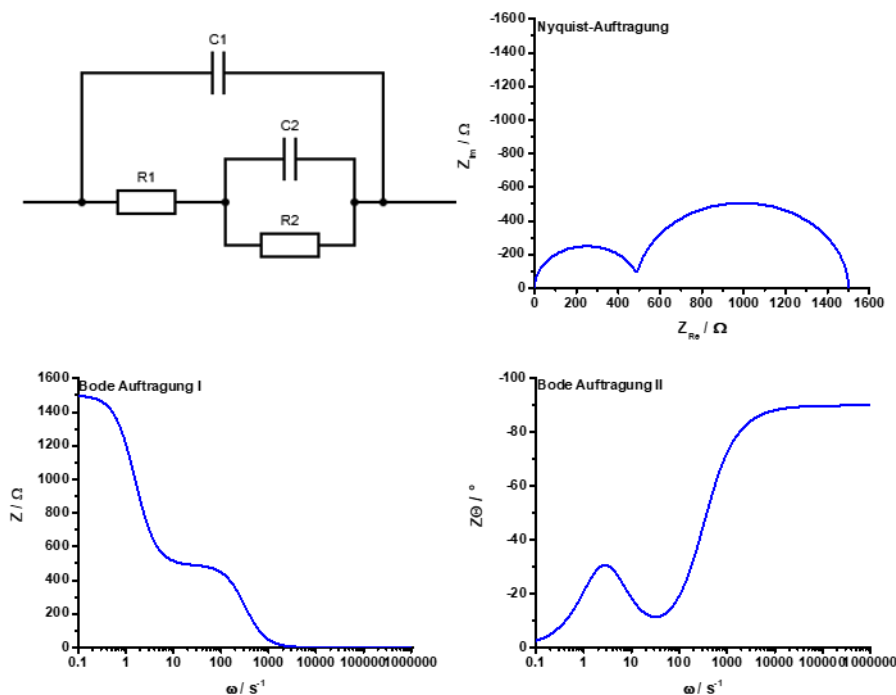 C1
C2
R1
R2
Nyquist-Auftragung
-1600
-1400
-1200
-1000
-800
-600
-400
-200
0
Z_Im / Ω
0 200 400 600 800 1000 1200 1400 1600
Z_Re / Ω
Bode Auftragung I
1600
1400
1200
1000
800
600
400
200
0
Z / Ω
0.1 1 10 100 1000 10000 100000 1000000
ω / s⁻¹
Bode Auftragung II
-100
-80
-60
-40
-20
0
ZΘ / °
0.1 1 10 100 1000 10000 100000 1000000
ω / s⁻¹